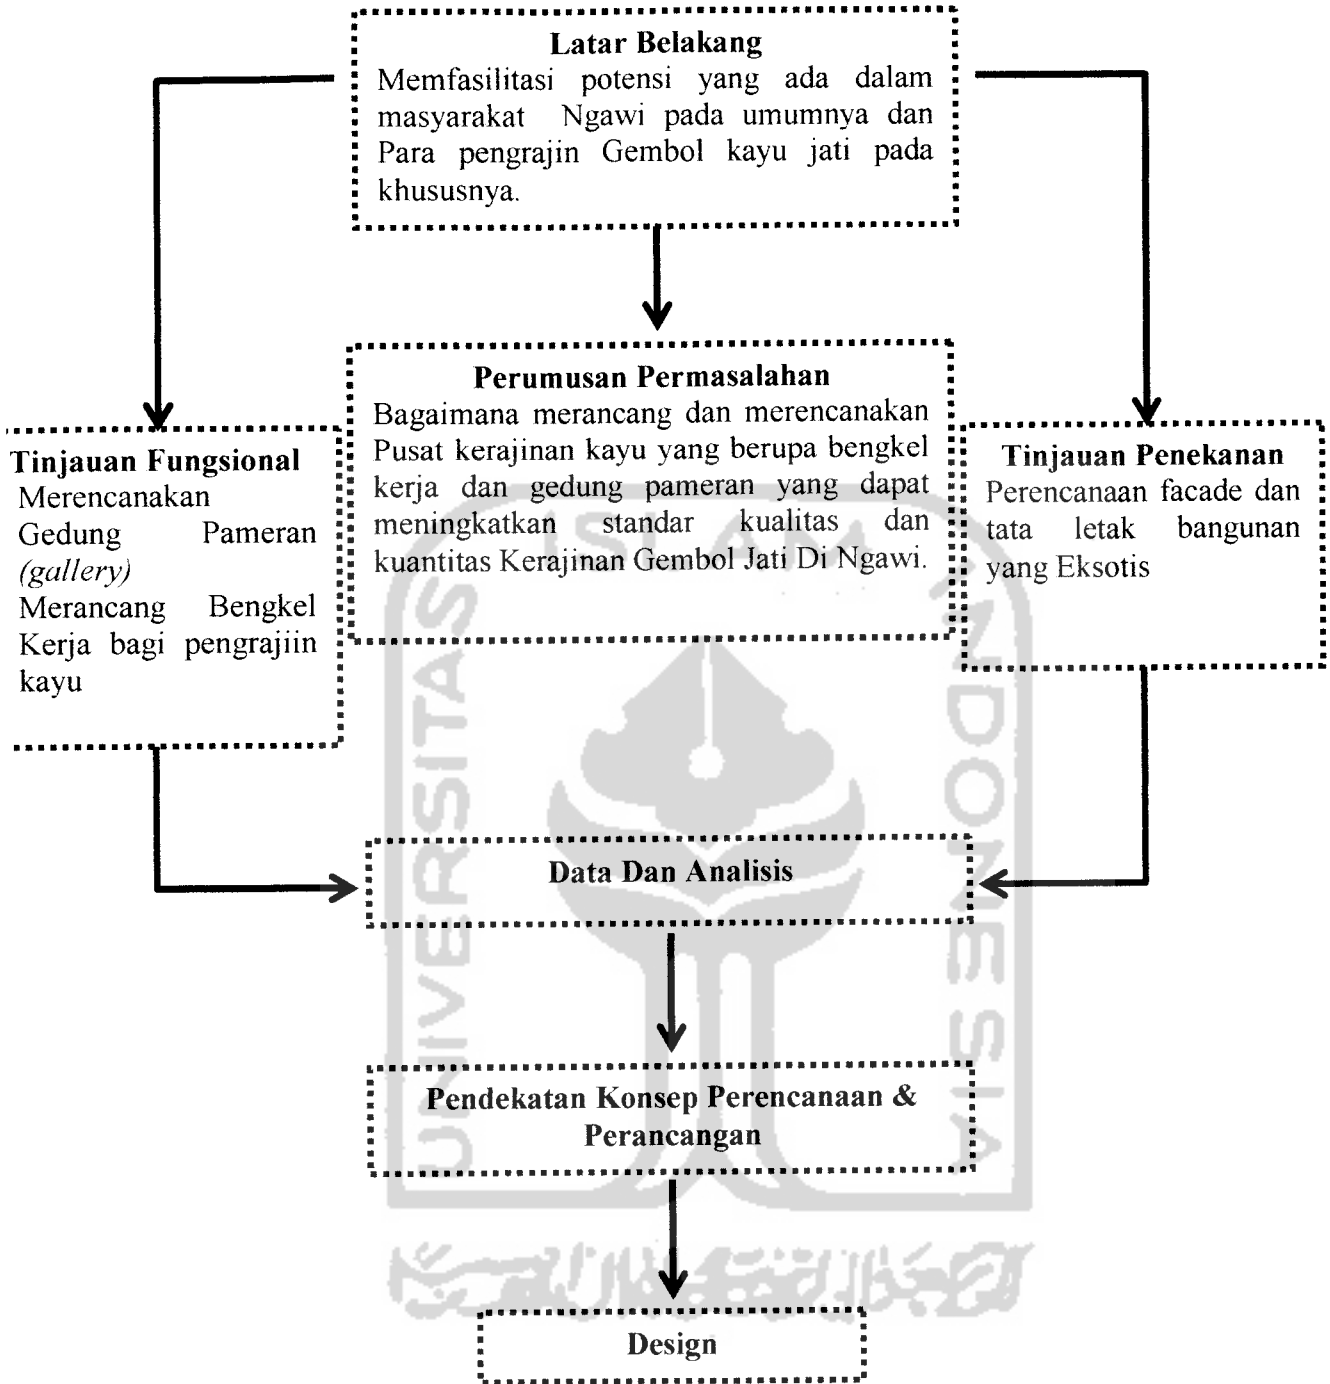 Latar Belakang
Memfasilitasi potensi yang ada dalam
masyarakat Ngawi pada umumnya dan
Para pengrajin Gembol kayu jati pada
khususnya.
Perumusan Permasalahan
Bagaimana merancang dan merencanakan
Pusat kerajinan kayu yang berupa bengkel
kerja dan gedung pameran yang dapat
meningkatkan standar kualitas dan
kuantitas Kerajinan Gembol Jati Di Ngawi.
Tinjauan Fungsional
Merencanakan
Gedung Pameran
(gallery)
Merancang Bengkel
Kerja bagi pengrajiin
kayu
Tinjauan Penekanan
Perencanaan facade dan
tata letak bangunan
yang Eksotis
Data Dan Analisis
Pendekatan Konsep Perencanaan &
Perancangan
Design
UNIVERSITAS
ISLAM
INDONESIA